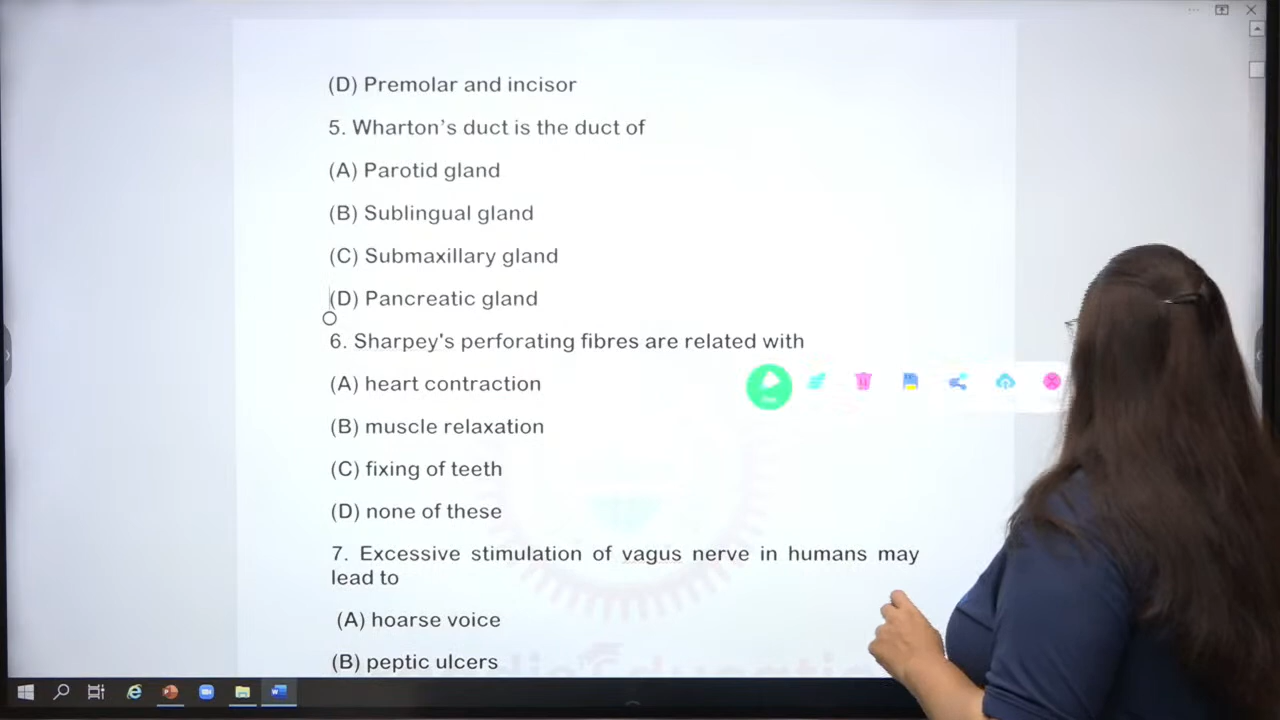 (D) Premolar and incisor
5. Wharton's duct is the duct of
(A) Parotid gland
(B) Sublingual gland
(C) Submaxillary gland
(D) Pancreatic gland
6. Sharpey's perforating fibres are related with
(A) heart contraction
(B) muscle relaxation
(C) fixing of teeth
(D) none of these
7. Excessive stimulation of vagus nerve in humans may
lead to
(A) hoarse voice
(B) peptic ulcers